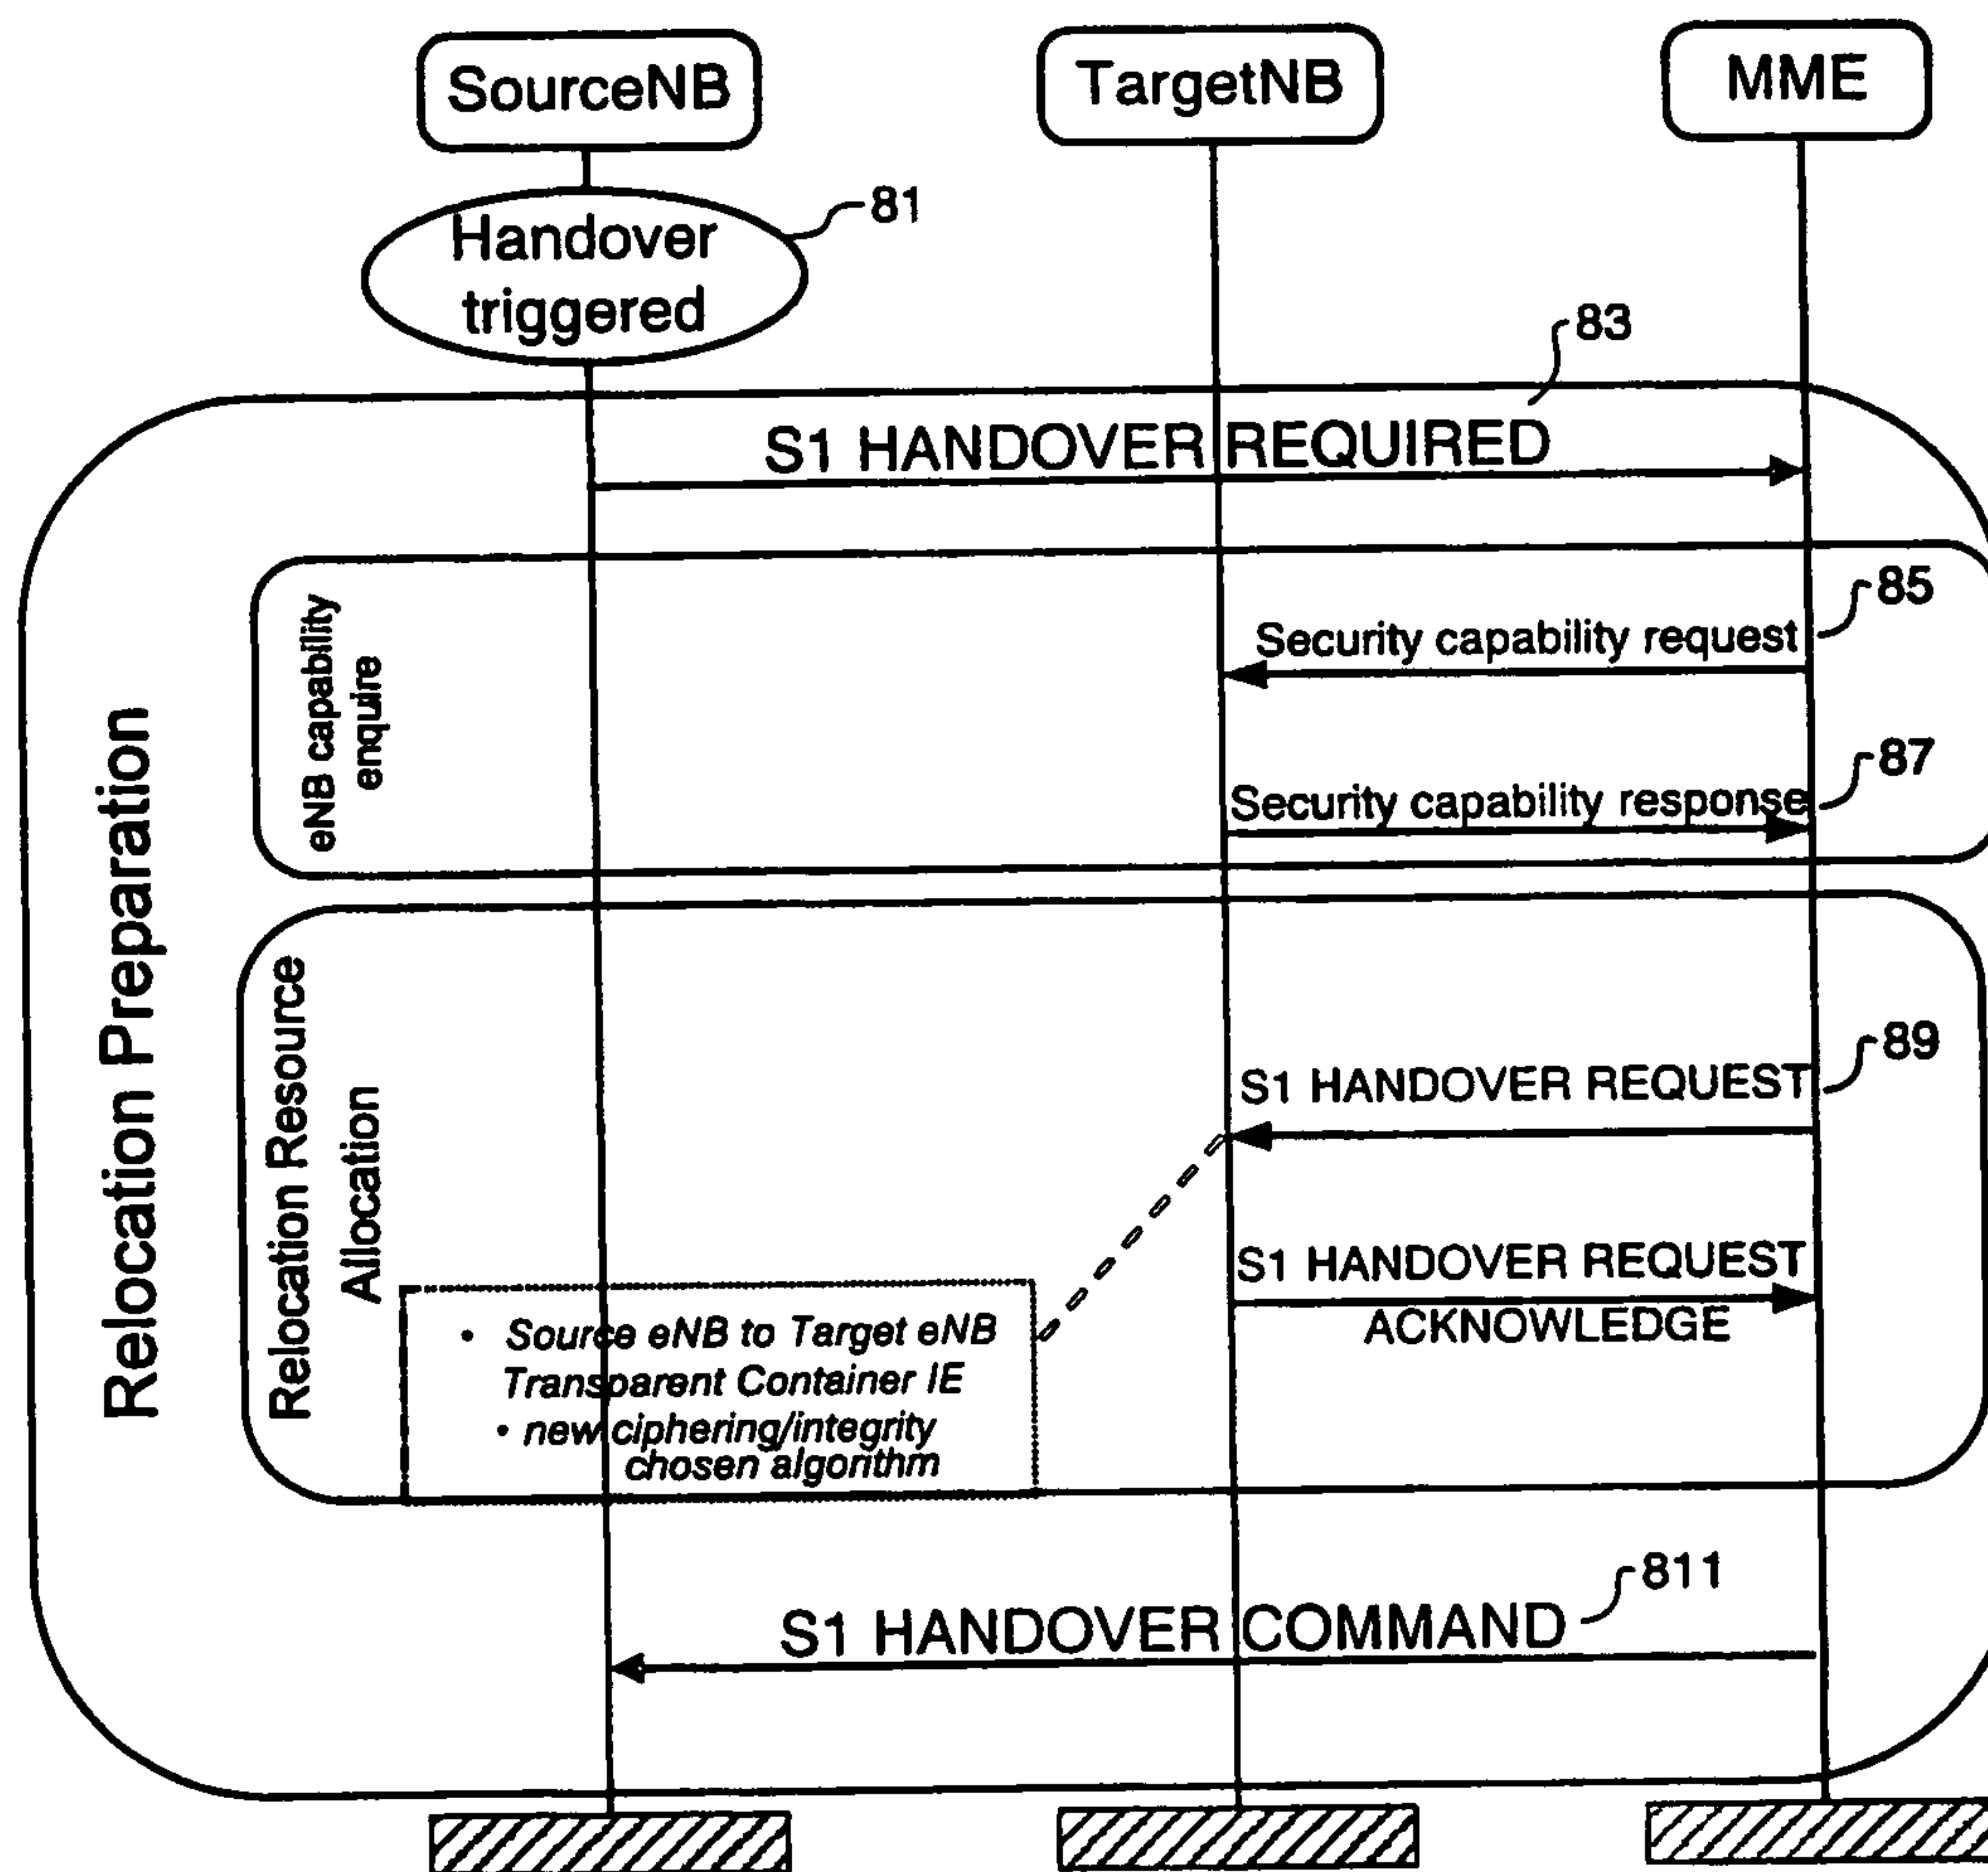 SourceNB
TargetNB
MME
Handover
triggered
81
83
S1 HANDOVER REQUIRED
eNB capability
enquire
85
Security capability request
87
Security capability response
Relocation Preparation
Relocation Resource
Allocation
89
S1 HANDOVER REQUEST
S1 HANDOVER REQUEST
ACKNOWLEDGE
• Source eNB to Target eNB
Transparent Container IE
• new ciphering/integrity
chosen algorithm
811
S1 HANDOVER COMMAND